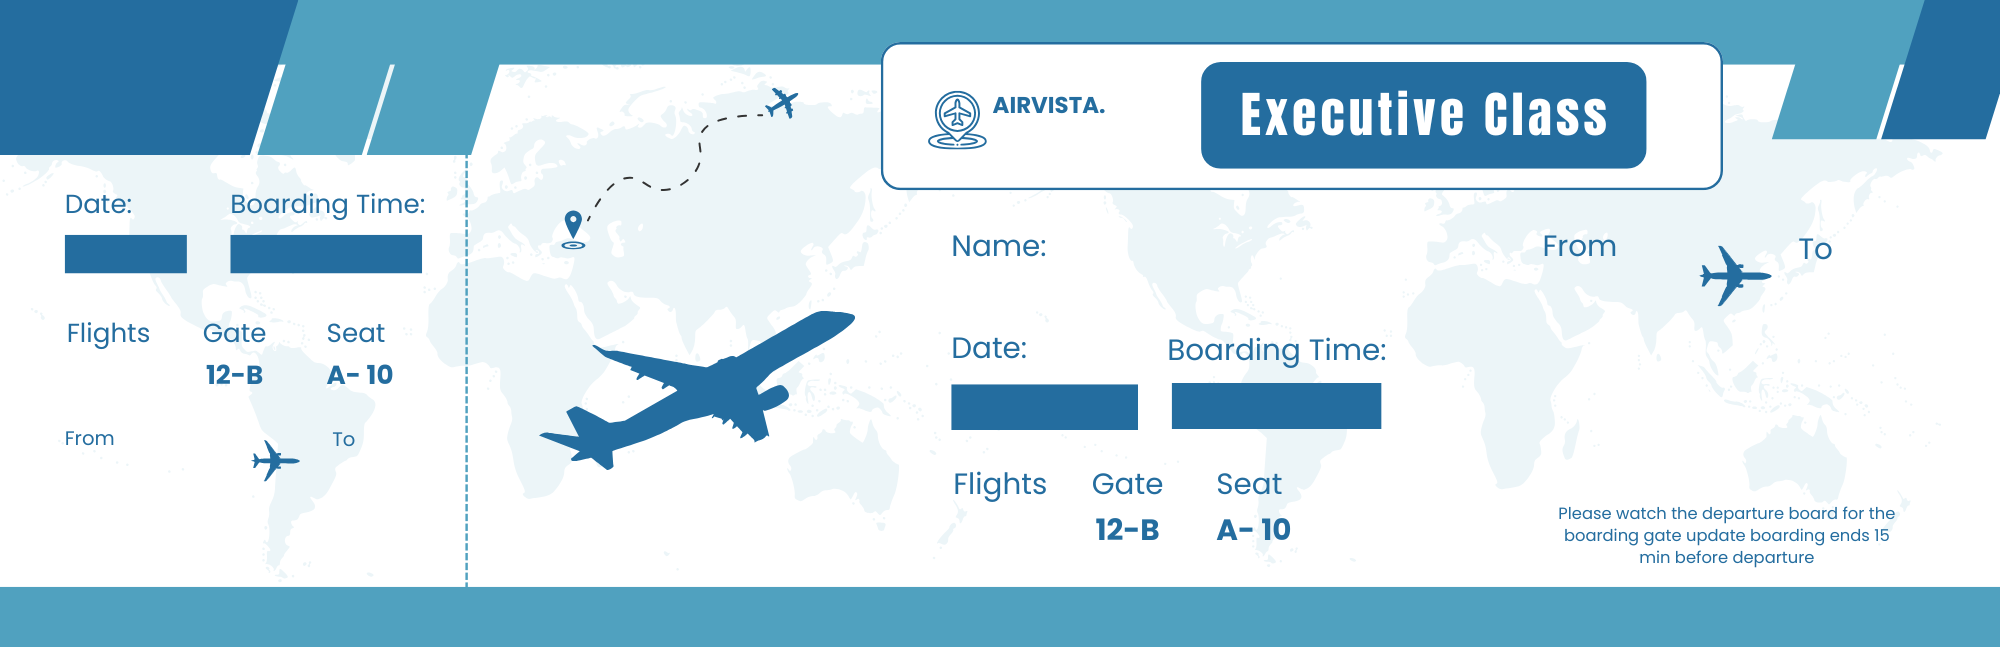 AIRVISTA.
Executive Class
Date: Boarding Time:
Flights Gate Seat
12-B A- 10
From To
Name: From To
Date: Boarding Time:
Flights Gate Seat
12-B A- 10
Please watch the departure board for the
boarding gate update boarding ends 15
min before departure